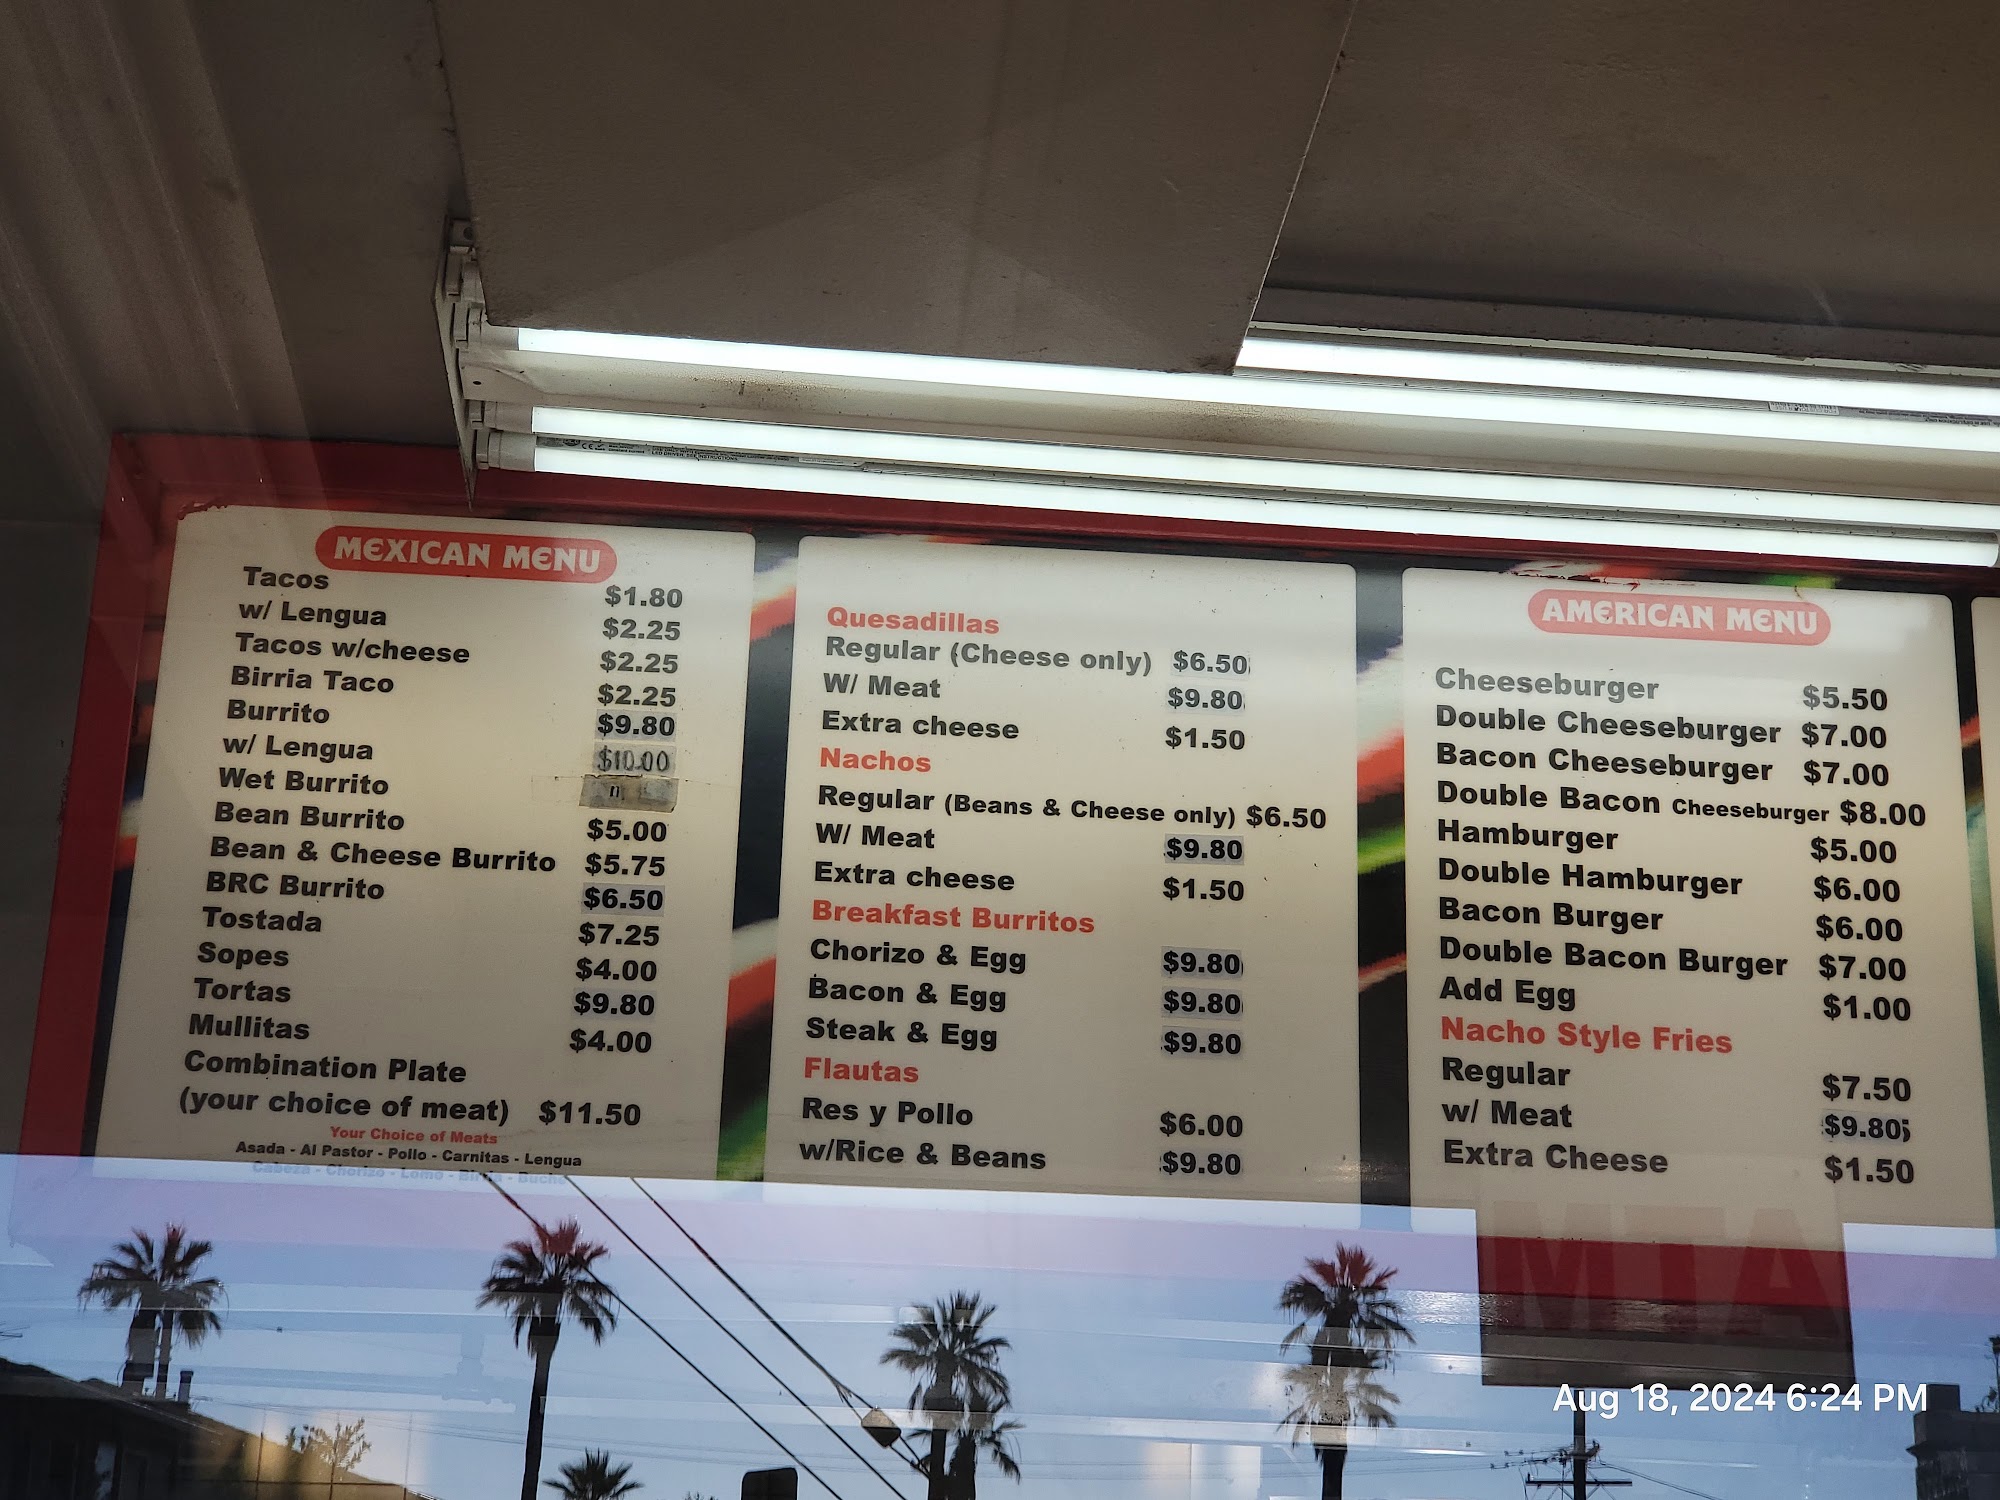 MEXICAN MENU
Tacos $1.80
w/ Lengua $2.25
Tacos w/cheese $2.25
Birria Taco $2.25
Burrito $9.80
w/ Lengua $10.00
Wet Burrito
Bean Burrito $5.00
Bean & Cheese Burrito $5.75
BRC Burrito $6.50
Tostada $7.25
Sopes $4.00
Tortas $9.80
Mullitas $4.00
Combination Plate
(your choice of meat) $11.50
Your Choice of Meats
Asada - Al Pastor - Pollo - Carnitas - Lengua
Cabeza - Chorizo - Lomo - Birria - Buche
Quesadillas
Regular (Cheese only) $6.50
W/ Meat $9.80
Extra cheese $1.50
Nachos
Regular (Beans & Cheese only) $6.50
W/ Meat $9.80
Extra cheese $1.50
Breakfast Burritos
Chorizo & Egg $9.80
Bacon & Egg $9.80
Steak & Egg $9.80
Flautas
Res y Pollo $6.00
w/Rice & Beans $9.80
AMERICAN MENU
Cheeseburger $5.50
Double Cheeseburger $7.00
Bacon Cheeseburger $7.00
Double Bacon Cheeseburger $8.00
Hamburger $5.00
Double Hamburger $6.00
Bacon Burger $6.00
Double Bacon Burger $7.00
Add Egg $1.00
Nacho Style Fries
Regular $7.50
w/ Meat $9.80
Extra Cheese $1.50
Aug 18, 2024 6:24 PM